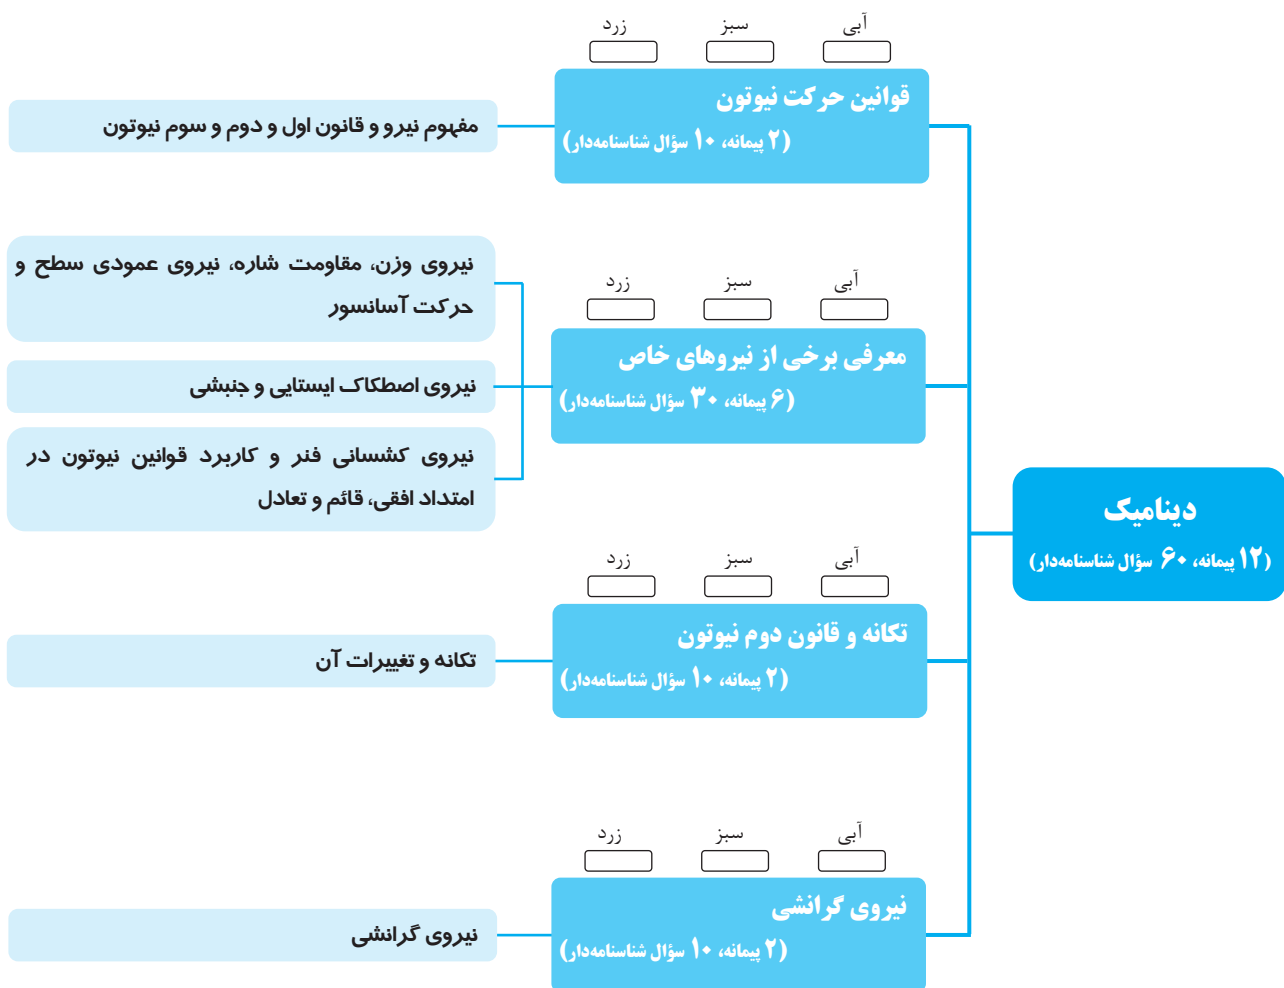 دینامیک
(۱۲ پیمانه، ۶۰ سؤال شناسنامه‌دار)
آبی سبز زرد
قوانین حرکت نیوتون
(۲ پیمانه، ۱۰ سؤال شناسنامه‌دار)
مفهوم نیرو و قانون اول و دوم و سوم نیوتون
آبی سبز زرد
معرفی برخی از نیروهای خاص
(۶ پیمانه، ۳۰ سؤال شناسنامه‌دار)
نیروی وزن، مقاومت شاره، نیروی عمودی سطح و
حرکت آسانسور
نیروی اصطکاک ایستایی و جنبشی
نیروی کشسانی فنر و کاربرد قوانین نیوتون در
امتداد افقی، قائم و تعادل
آبی سبز زرد
تکانه و قانون دوم نیوتون
(۲ پیمانه، ۱۰ سؤال شناسنامه‌دار)
تکانه و تغییرات آن
آبی سبز زرد
نیروی گرانشی
(۲ پیمانه، ۱۰ سؤال شناسنامه‌دار)
نیروی گرانشی